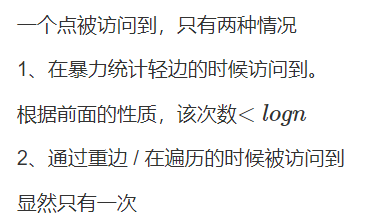 一个点被访问到，只有两种情况
1、在暴力统计轻边的时候访问到。
根据前面的性质，该次数< logn
2、通过重边 / 在遍历的时候被访问到
显然只有一次